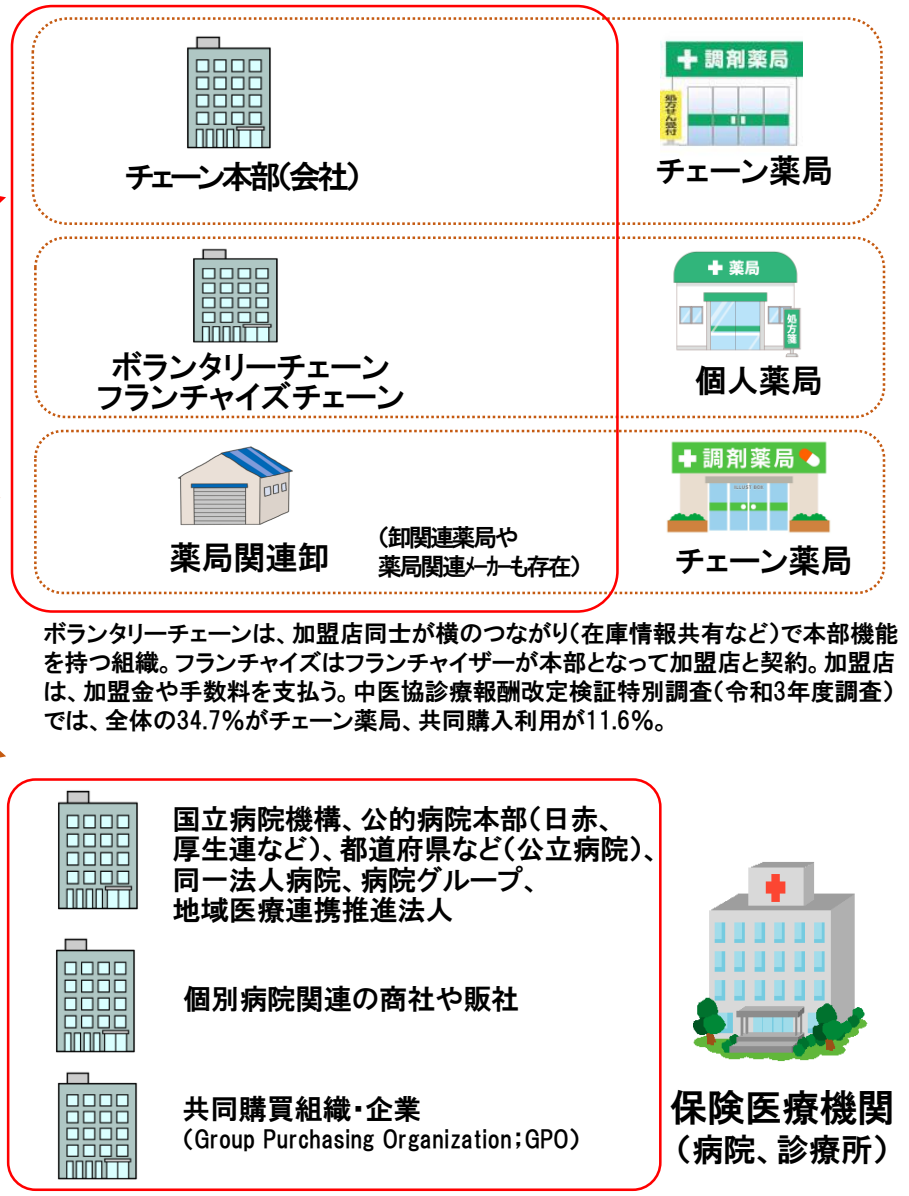 調剤薬局
処方せん受付
チェーン本部(会社)
チェーン薬局
薬局
処方箋
ボランタリーチェーン
フランチャイズチェーン
個人薬局
調剤薬局
ILLUST BOX
薬局関連卸
(卸関連薬局や
薬局関連メーカーも存在)
チェーン薬局
ボランタリーチェーンは、加盟店同士が横のつながり(在庫情報共有など)で本部機能
を持つ組織。フランチャイズはフランチャイザーが本部となって加盟店と契約。加盟店
は、加盟金や手数料を支払う。中医協診療報酬改定検証特別調査(令和3年度調査)
では、全体の34.7%がチェーン薬局、共同購入利用が11.6%。
国立病院機構、公的病院本部(日赤、
厚生連など)、都道府県など(公立病院)、
同一法人病院、病院グループ、
地域医療連携推進法人
個別病院関連の商社や販社
共同購買組織・企業
(Group Purchasing Organization;GPO)
保険医療機関
(病院、診療所)